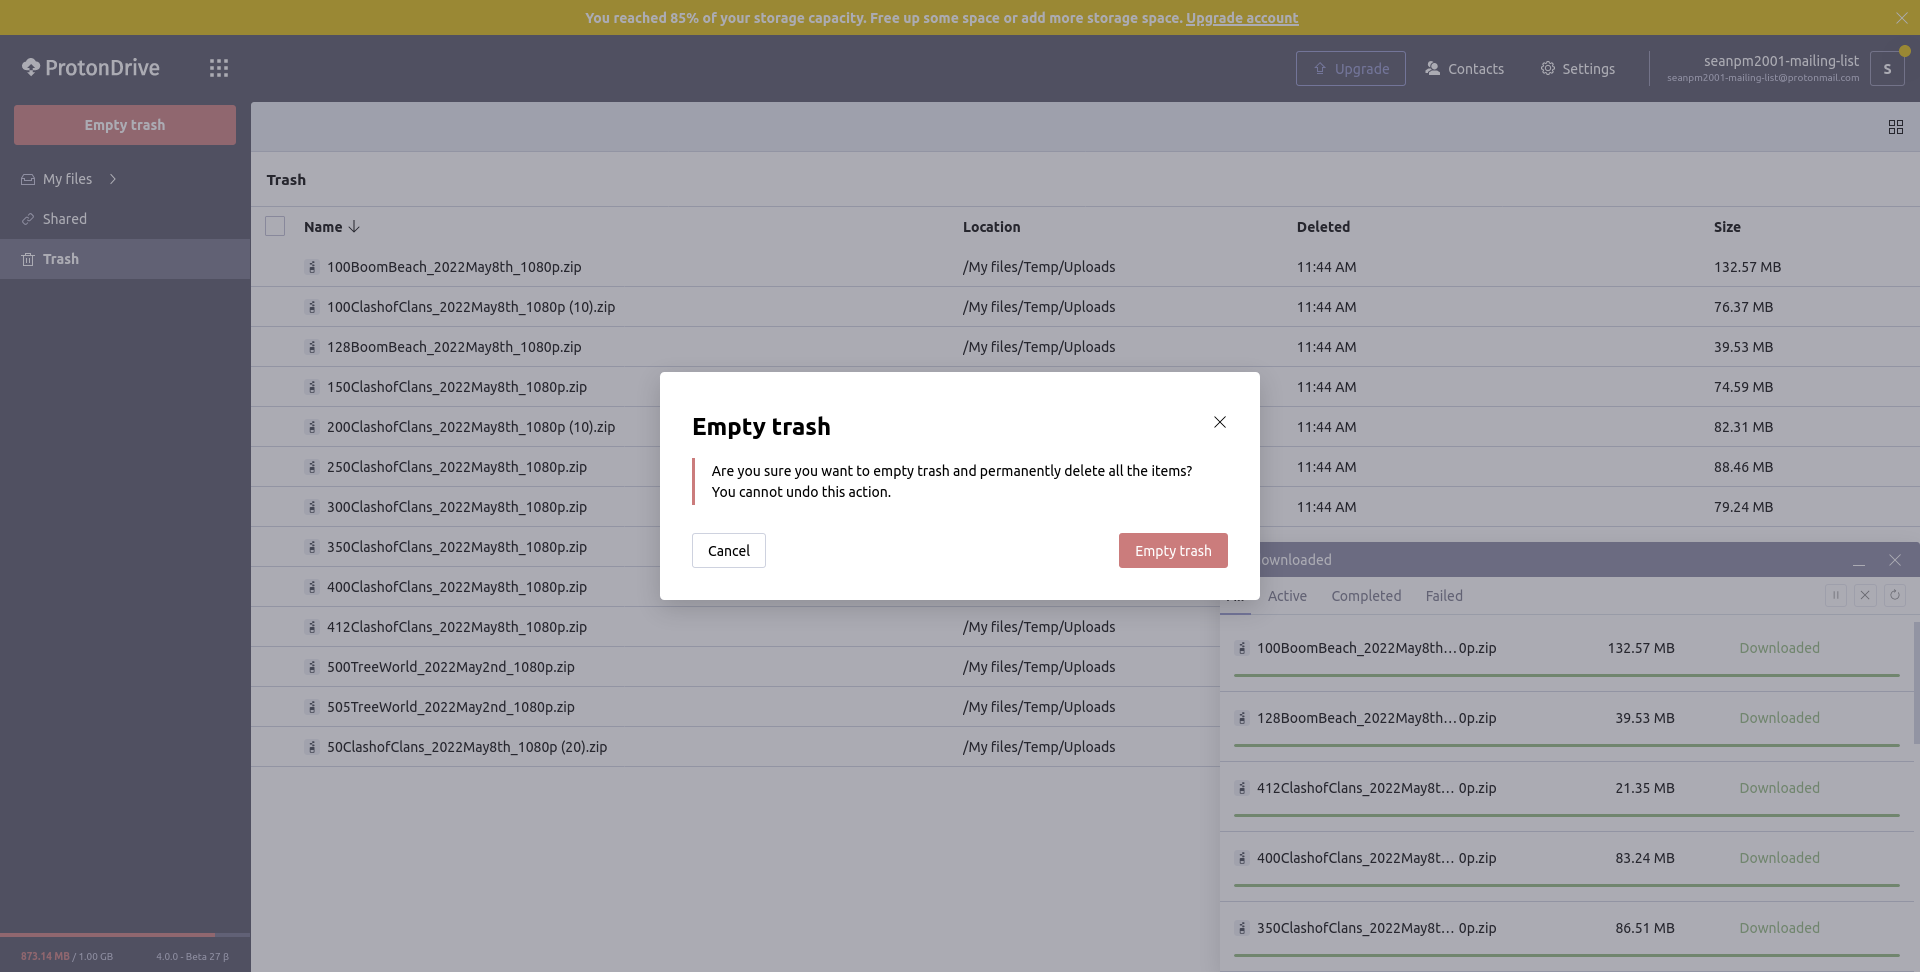 You reached 85% of your storage capacity. Free up some space or add more storage space. Upgrade account
ProtonDrive
Upgrade
Contacts
Settings
seanpm2001-mailing-list
seanpm2001-mailing-list@protonmail.com
S
Empty trash
My files
Shared
Trash
Trash
Name Location Deleted Size
100BoomBeach_2022May8th_1080p.zip /My files/Temp/Uploads 11:44 AM 132.57 MB
100ClashofClans_2022May8th_1080p (10).zip /My files/Temp/Uploads 11:44 AM 76.37 MB
128BoomBeach_2022May8th_1080p.zip /My files/Temp/Uploads 11:44 AM 39.53 MB
150ClashofClans_2022May8th_1080p.zip 11:44 AM 74.59 MB
200ClashofClans_2022May8th_1080p (10).zip 11:44 AM 82.31 MB
250ClashofClans_2022May8th_1080p.zip 11:44 AM 88.46 MB
300ClashofClans_2022May8th_1080p.zip 11:44 AM 79.24 MB
350ClashofClans_2022May8th_1080p.zip
400ClashofClans_2022May8th_1080p.zip
412ClashofClans_2022May8th_1080p.zip /My files/Temp/Uploads
500TreeWorld_2022May2nd_1080p.zip /My files/Temp/Uploads
505TreeWorld_2022May2nd_1080p.zip /My files/Temp/Uploads
50ClashofClans_2022May8th_1080p (20).zip /My files/Temp/Uploads
Empty trash
Are you sure you want to empty trash and permanently delete all the items?
You cannot undo this action.
Cancel
Empty trash
ownloaded
Active Completed Failed
100BoomBeach_2022May8th... 0p.zip 132.57 MB Downloaded
128BoomBeach_2022May8th... 0p.zip 39.53 MB Downloaded
412ClashofClans_2022May8t... 0p.zip 21.35 MB Downloaded
400ClashofClans_2022May8t... 0p.zip 83.24 MB Downloaded
350ClashofClans_2022May8t... 0p.zip 86.51 MB Downloaded
873.14 MB / 1.00 GB
4.0.0 - Beta 27 β